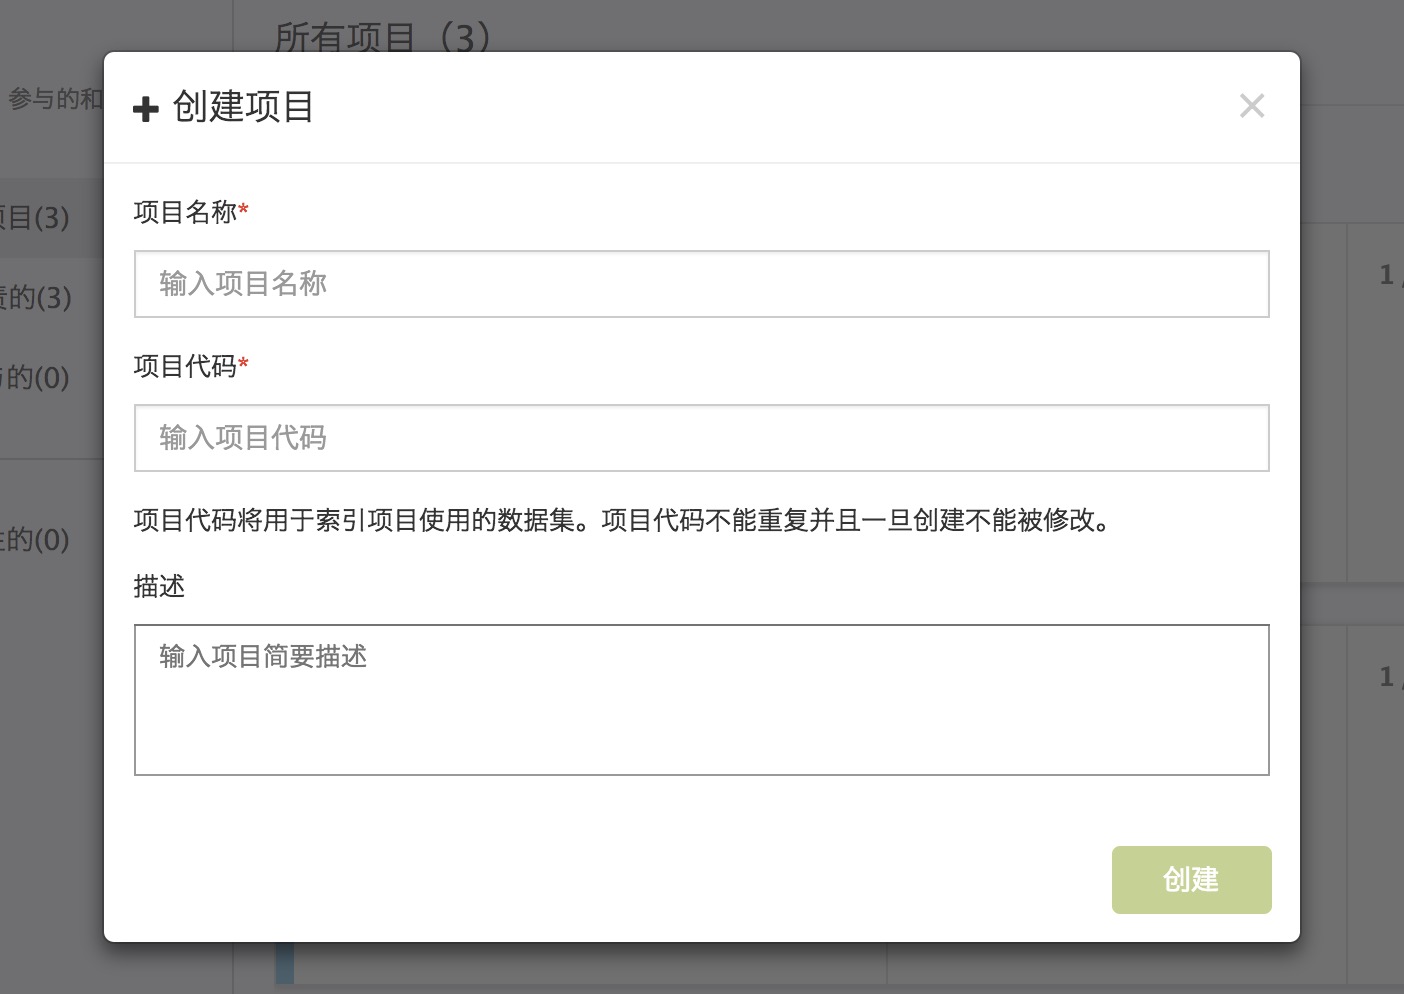 所有项目（3）
参与的和
创建项目
项目名称*
输入项目名称
项目代码*
输入项目代码
项目代码将用于索引项目使用的数据集。项目代码不能重复并且一旦创建不能被修改。
描述
输入项目简要描述
创建
目(3)
的(3)
的(0)
的(0)
1
1